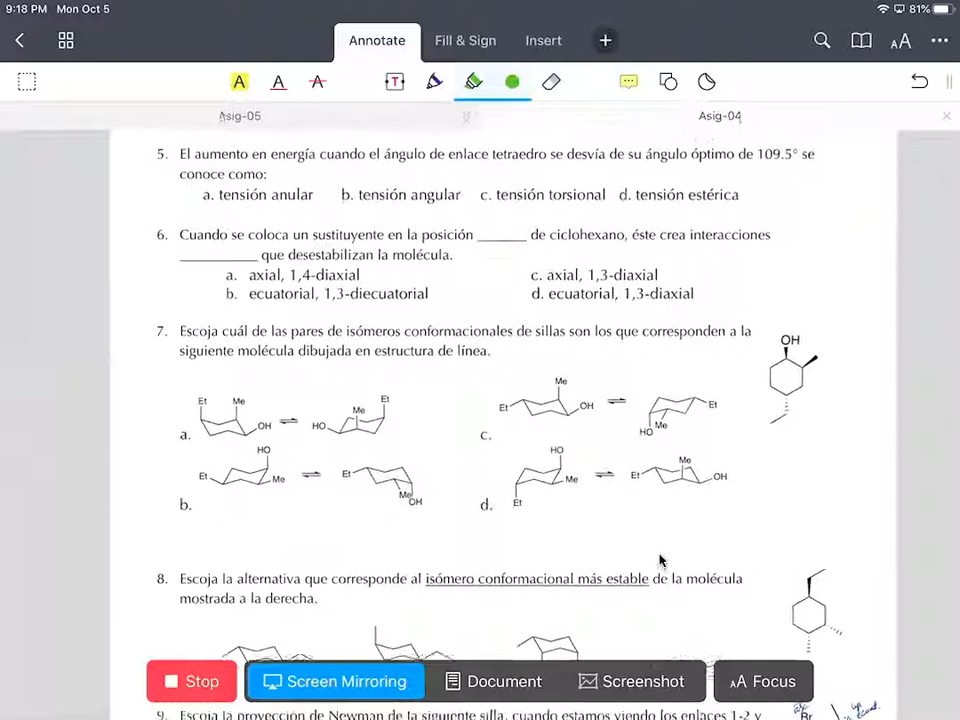 9:18 PM Mon Oct 5
81%
Annotate Fill & Sign Insert
AA
A A A T
Asig-05 Asig-04
5. El aumento en energía cuando el ángulo de enlace tetraedro se desvía de su ángulo óptimo de 109.5° se
conoce como:
a. tensión anular b. tensión angular c. tensión torsional d. tensión estérica
6. Cuando se coloca un sustituyente en la posición ______ de ciclohexano, éste crea interacciones
__________ que desestabilizan la molécula.
a. axial, 1,4-diaxial c. axial, 1,3-diaxial
b. ecuatorial, 1,3-diecuatorial d. ecuatorial, 1,3-diaxial
7. Escoja cuál de las pares de isómeros conformacionales de sillas son los que corresponden a la
siguiente molécula dibujada en estructura de línea.
OH
Et Me OH HO Me Et
a.
Et Me OH HO Me Et
c.
HO Et Me Et Me OH
b.
HO Et Me Et Me OH
d.
8. Escoja la alternativa que corresponde al isómero conformacional más estable de la molécula
mostrada a la derecha.
Stop Screen Mirroring Document Screenshot AA Focus
9. Escoja la proyección de Newman de la siguiente silla, cuando estamos viendo los enlaces 1-2 y
Br